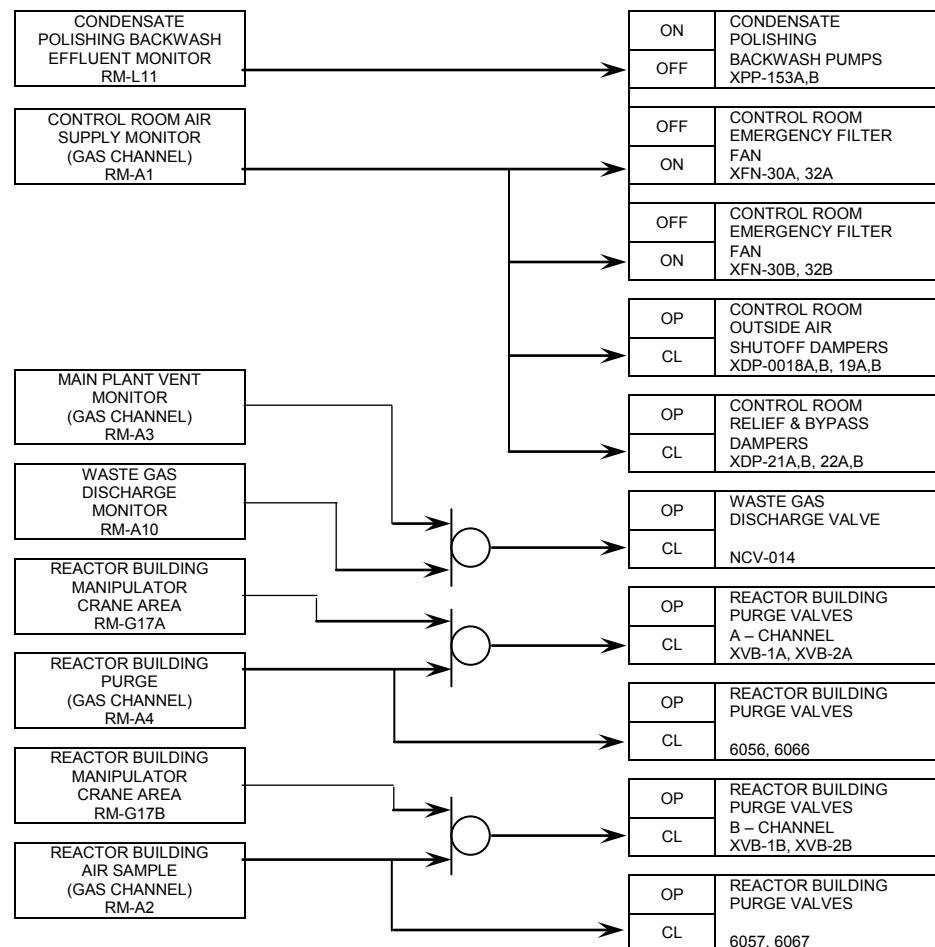 CONDENSATE
POLISHING BACKWASH
EFFLUENT MONITOR
RM-L11
CONTROL ROOM AIR
SUPPLY MONITOR
(GAS CHANNEL)
RM-A1
MAIN PLANT VENT
MONITOR
(GAS CHANNEL)
RM-A3
WASTE GAS
DISCHARGE
MONITOR
RM-A10
REACTOR BUILDING
MANIPULATOR
CRANE AREA
RM-G17A
REACTOR BUILDING
PURGE
(GAS CHANNEL)
RM-A4
REACTOR BUILDING
MANIPULATOR
CRANE AREA
RM-G17B
REACTOR BUILDING
AIR SAMPLE
(GAS CHANNEL)
RM-A2
ON
OFF
CONDENSATE
POLISHING
BACKWASH PUMPS
XPP-153A,B
OFF
ON
CONTROL ROOM
EMERGENCY FILTER
FAN
XFN-30A, 32A
OFF
ON
CONTROL ROOM
EMERGENCY FILTER
FAN
XFN-30B, 32B
OP
CL
CONTROL ROOM
OUTSIDE AIR
SHUTOFF DAMPERS
XDP-0018A,B, 19A,B
OP
CL
CONTROL ROOM
RELIEF & BYPASS
DAMPERS
XDP-21A,B, 22A,B
OP
CL
WASTE GAS
DISCHARGE VALVE
NCV-014
OP
CL
REACTOR BUILDING
PURGE VALVES
A – CHANNEL
XVB-1A, XVB-2A
OP
CL
REACTOR BUILDING
PURGE VALVES
6056, 6066
OP
CL
REACTOR BUILDING
PURGE VALVES
B – CHANNEL
XVB-1B, XVB-2B
OP
CL
REACTOR BUILDING
PURGE VALVES
6057, 6067